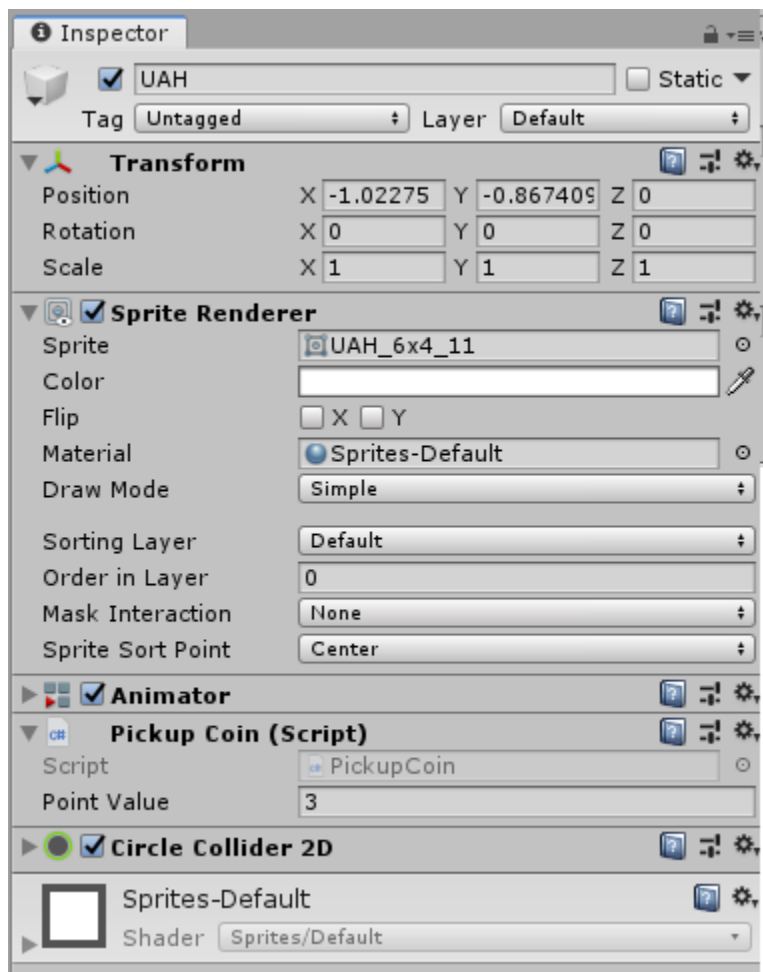 Inspector
UAH Static
Tag Untagged Layer Default
Transform
Position X -1.02275 Y -0.867409 Z 0
Rotation X 0 Y 0 Z 0
Scale X 1 Y 1 Z 1
Sprite Renderer
Sprite UAH_6x4_11
Color
Flip X Y
Material Sprites-Default
Draw Mode Simple
Sorting Layer Default
Order in Layer 0
Mask Interaction None
Sprite Sort Point Center
Animator
C# Pickup Coin (Script)
Script PickupCoin
Point Value 3
Circle Collider 2D
Sprites-Default
Shader Sprites/Default